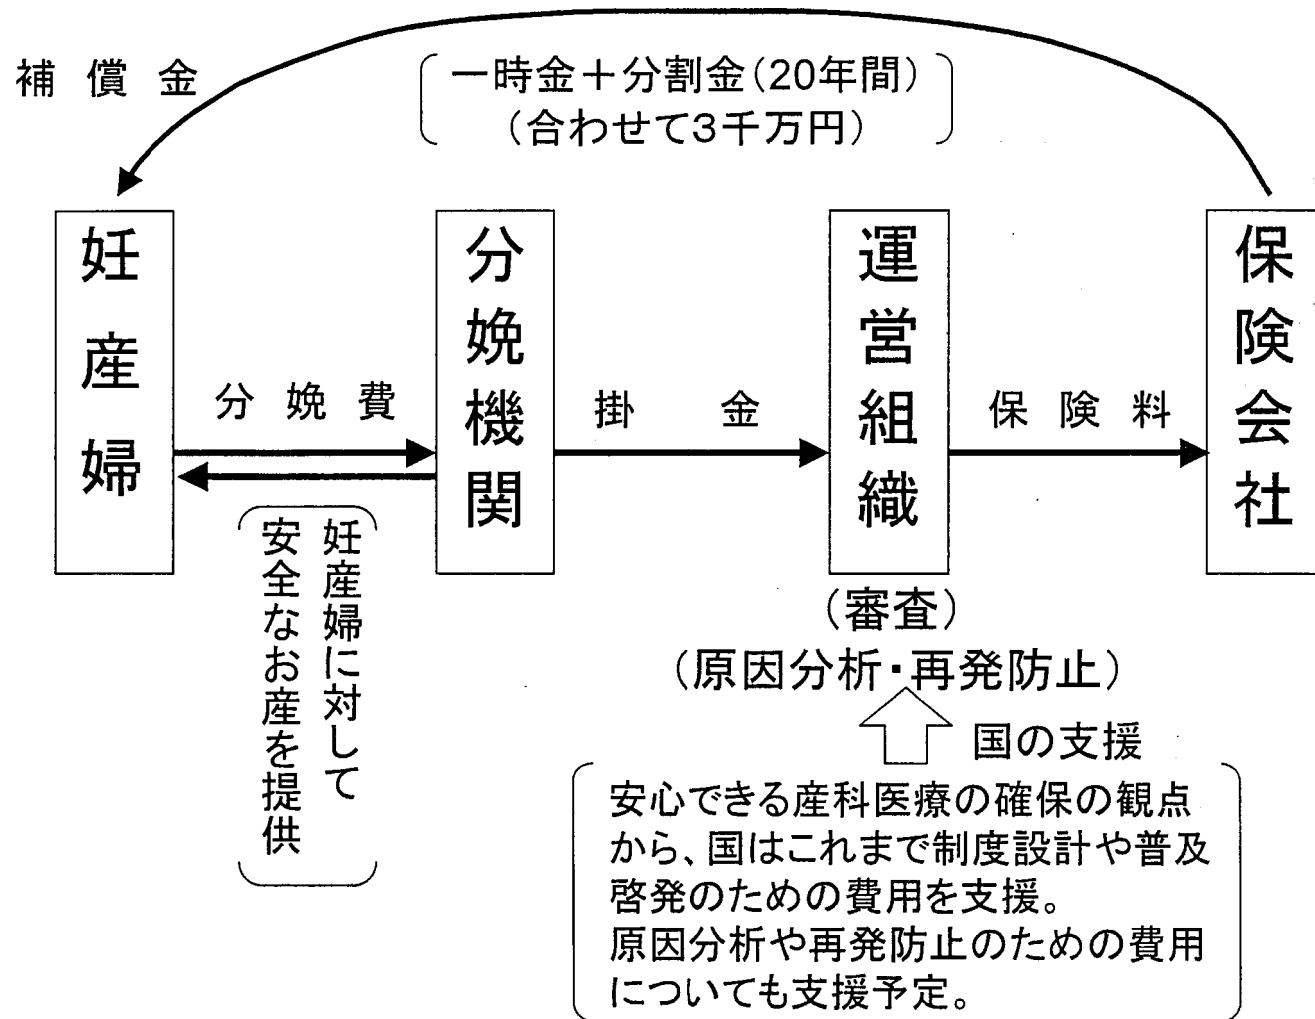 補償金
一時金＋分割金(20年間)
(合わせて3千万円)
妊産婦
分娩機関
運営組織
保険会社
分娩費
掛金
保険料
妊産婦に対して
安全なお産を提供
(審査)
(原因分析・再発防止)
国の支援
安心できる産科医療の確保の観点
から、国はこれまで制度設計や普及
啓発のための費用を支援。
原因分析や再発防止のための費用
についても支援予定。